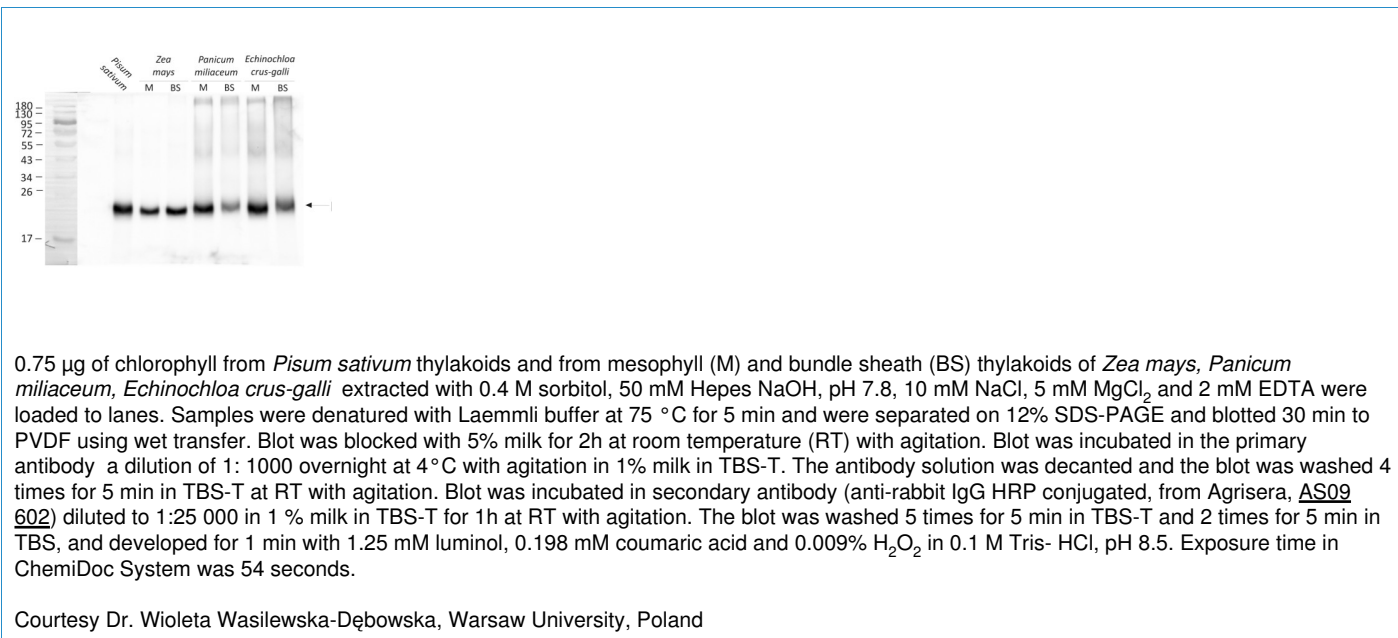 Pisum sativum
Zea mays
Panicum miliaceum
Echinochloa crus-galli
M BS M BS M BS
180
130
95
72
55
43
34
26
17
0.75 µg of chlorophyll from Pisum sativum thylakoids and from mesophyll (M) and bundle sheath (BS) thylakoids of Zea mays, Panicum
miliaceum, Echinochloa crus-galli extracted with 0.4 M sorbitol, 50 mM Hepes NaOH, pH 7.8, 10 mM NaCl, 5 mM MgCl₂ and 2 mM EDTA were
loaded to lanes. Samples were denatured with Laemmli buffer at 75 °C for 5 min and were separated on 12% SDS-PAGE and blotted 30 min to
PVDF using wet transfer. Blot was blocked with 5% milk for 2h at room temperature (RT) with agitation. Blot was incubated in the primary
antibody a dilution of 1: 1000 overnight at 4°C with agitation in 1% milk in TBS-T. The antibody solution was decanted and the blot was washed 4
times for 5 min in TBS-T at RT with agitation. Blot was incubated in secondary antibody (anti-rabbit IgG HRP conjugated, from Agrisera, AS09
602) diluted to 1:25 000 in 1 % milk in TBS-T for 1h at RT with agitation. The blot was washed 5 times for 5 min in TBS-T and 2 times for 5 min in
TBS, and developed for 1 min with 1.25 mM luminol, 0.198 mM coumaric acid and 0.009% H₂O₂ in 0.1 M Tris- HCl, pH 8.5. Exposure time in
ChemiDoc System was 54 seconds.
Courtesy Dr. Wioleta Wasilewska-Dębowska, Warsaw University, Poland